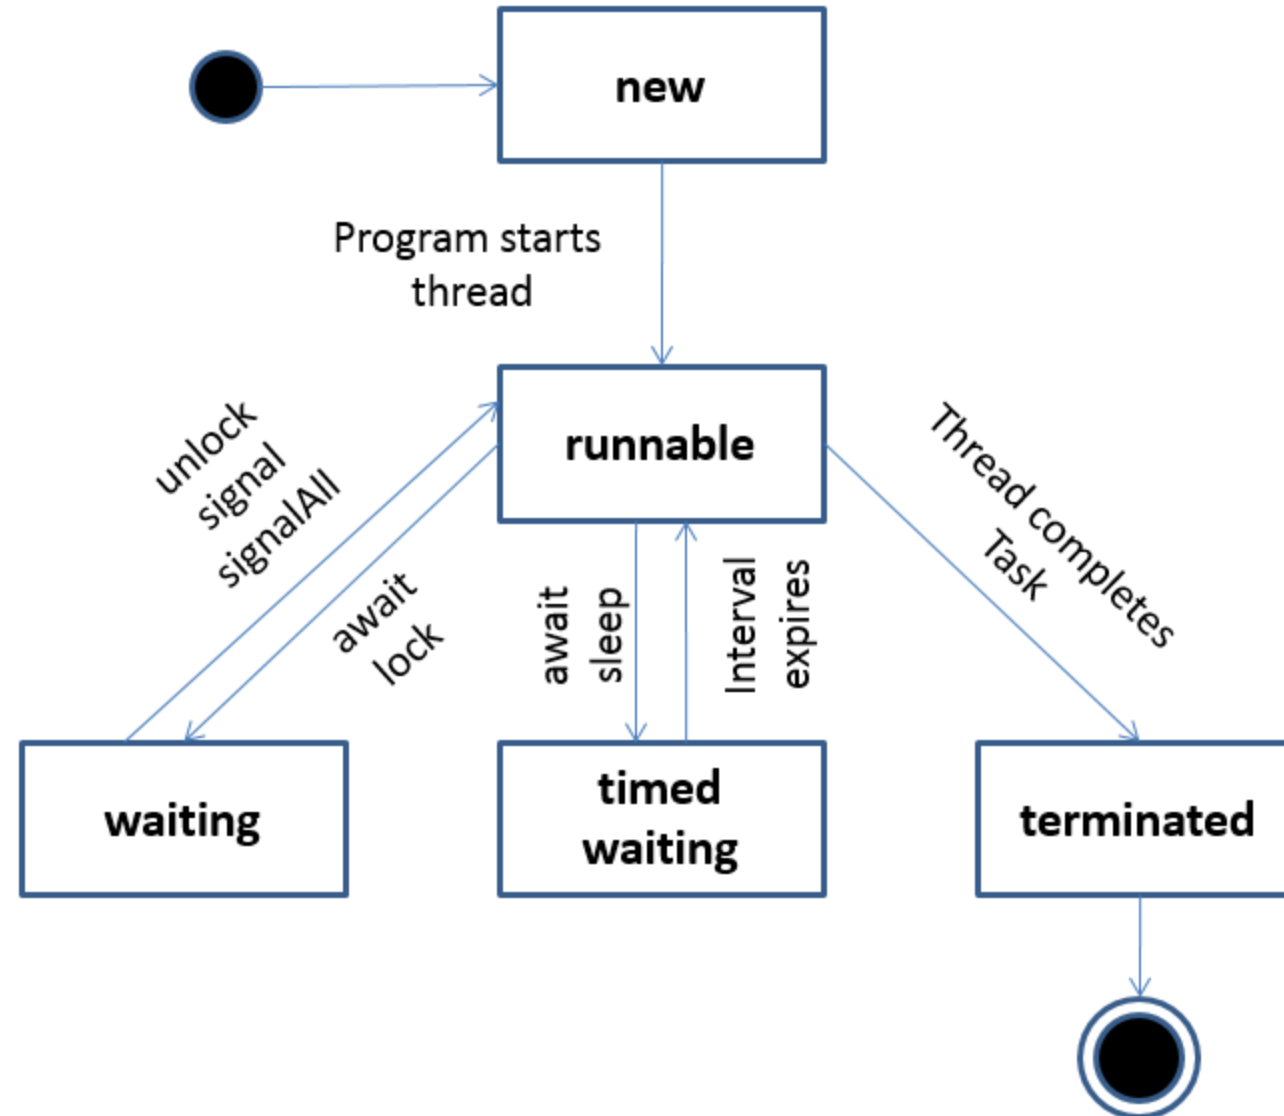 new
Program starts
thread
runnable
unlock
signal
signalAll
await
lock
await
sleep
Interval
expires
Thread completes
Task
waiting
timed
waiting
terminated